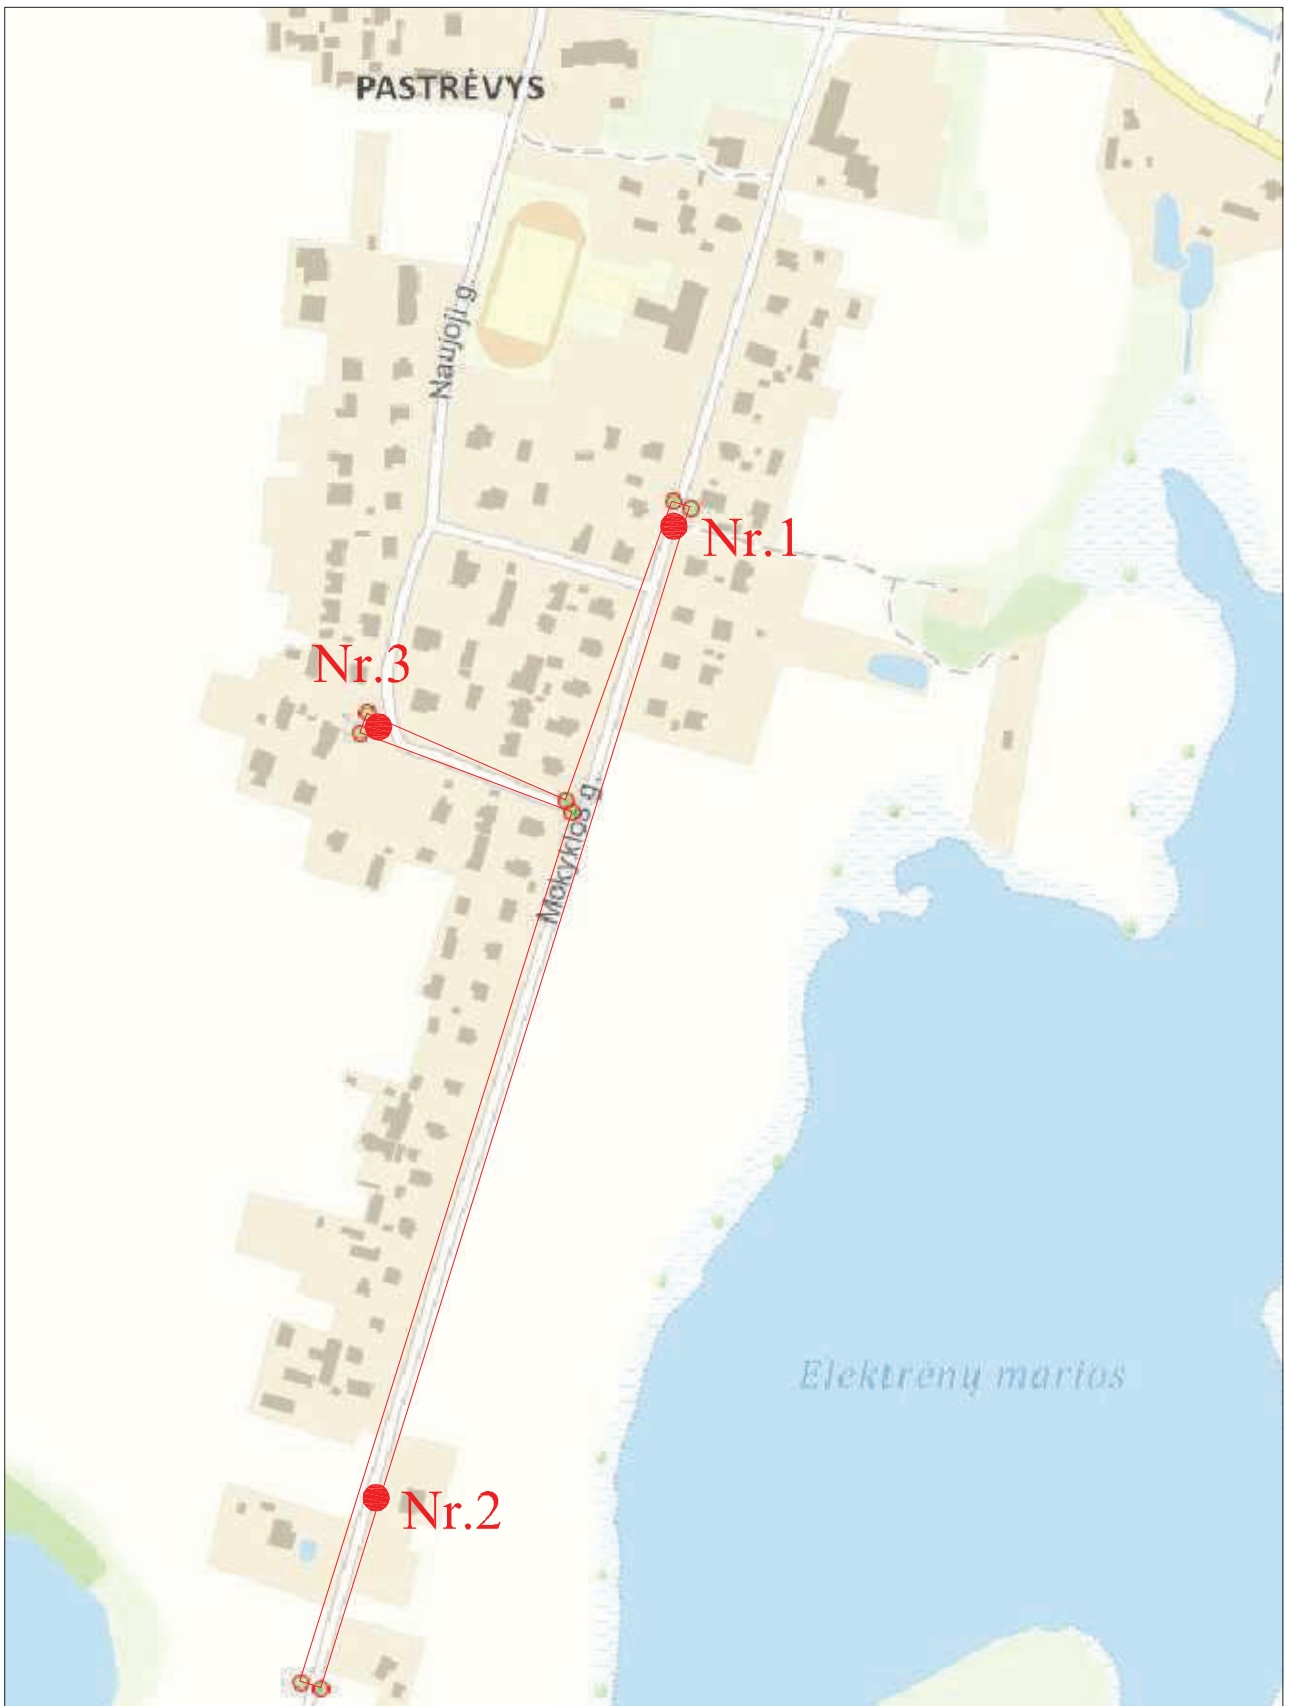 PASTRĖVYS
Naujoji g.
Nr.1
Nr.3
Mokyklos g.
Elektrėnų marios
Nr.2